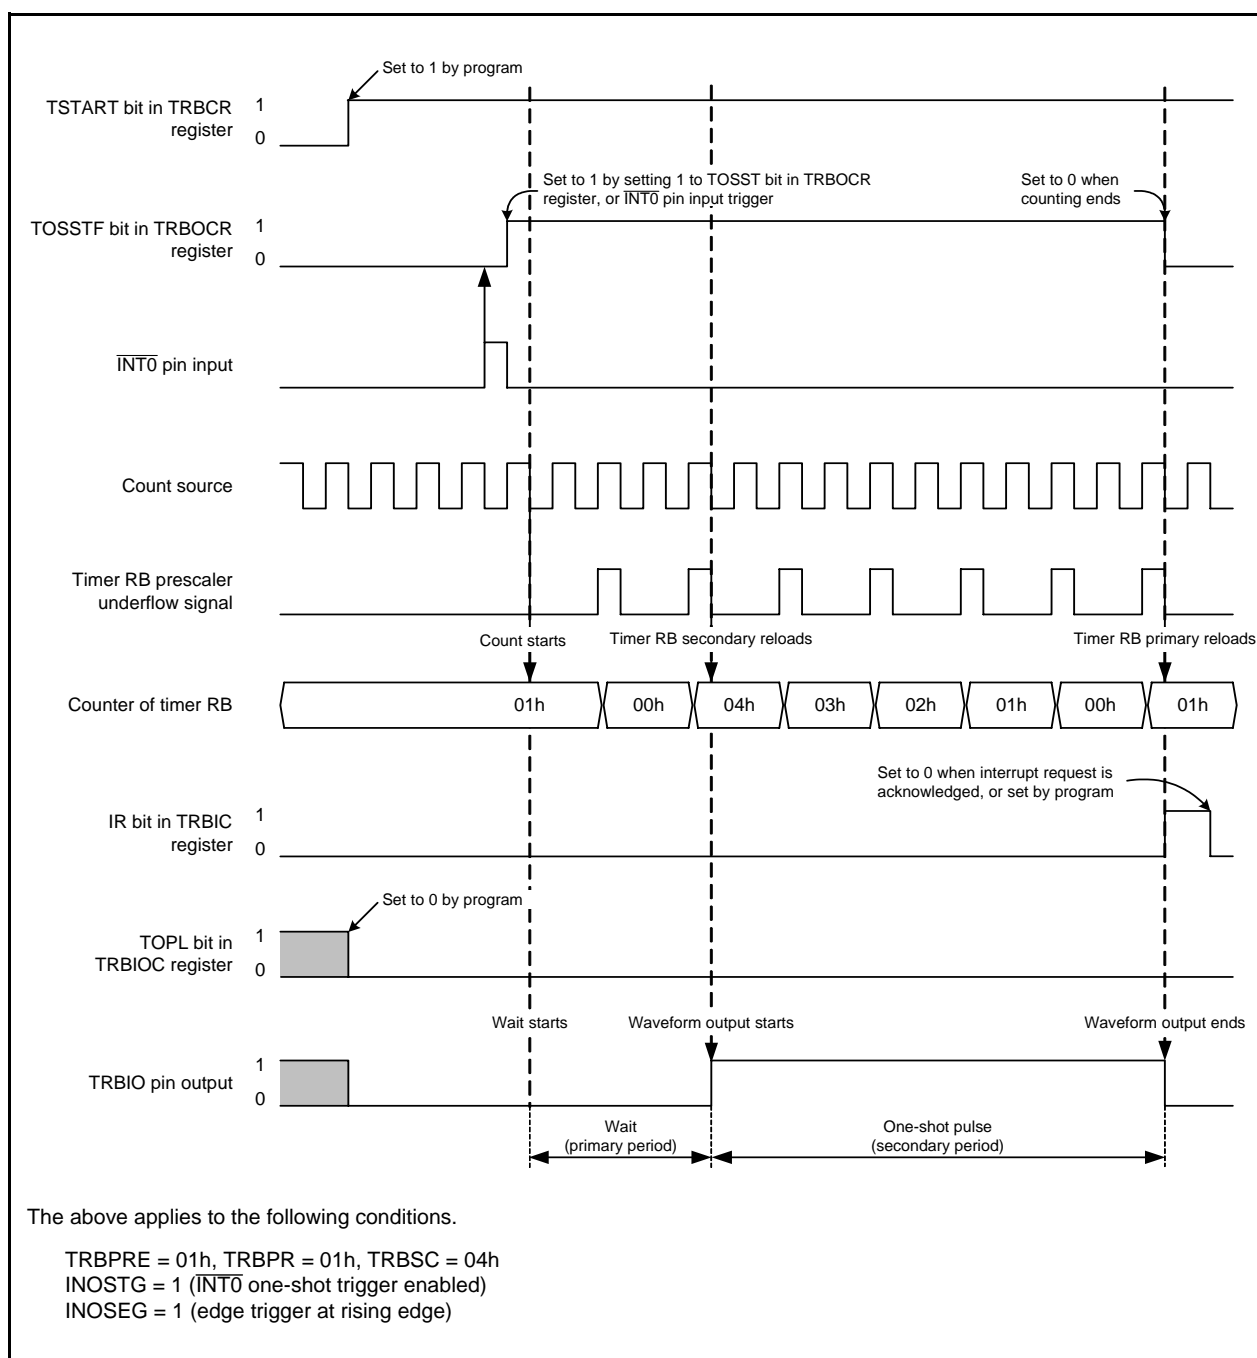 Set to 1 by program
TSTART bit in TRBCR
register
1
0
Set to 1 by setting 1 to TOSST bit in TRBOCR
register, or INT0 pin input trigger
Set to 0 when
counting ends
TOSSTF bit in TRBOCR
register
1
0
INT0 pin input
Count source
Timer RB prescaler
underflow signal
Count starts
Timer RB secondary reloads
Timer RB primary reloads
Counter of timer RB
01h 00h 04h 03h 02h 01h 00h 01h
Set to 0 when interrupt request is
acknowledged, or set by program
IR bit in TRBIC
register
1
0
Set to 0 by program
TOPL bit in
TRBIOC register
1
0
Wait starts
Waveform output starts
Waveform output ends
TRBIO pin output
1
0
Wait
(primary period)
One-shot pulse
(secondary period)
The above applies to the following conditions.
TRBPRE = 01h, TRBPR = 01h, TRBSC = 04h
INOSTG = 1 (INT0 one-shot trigger enabled)
INOSEG = 1 (edge trigger at rising edge)